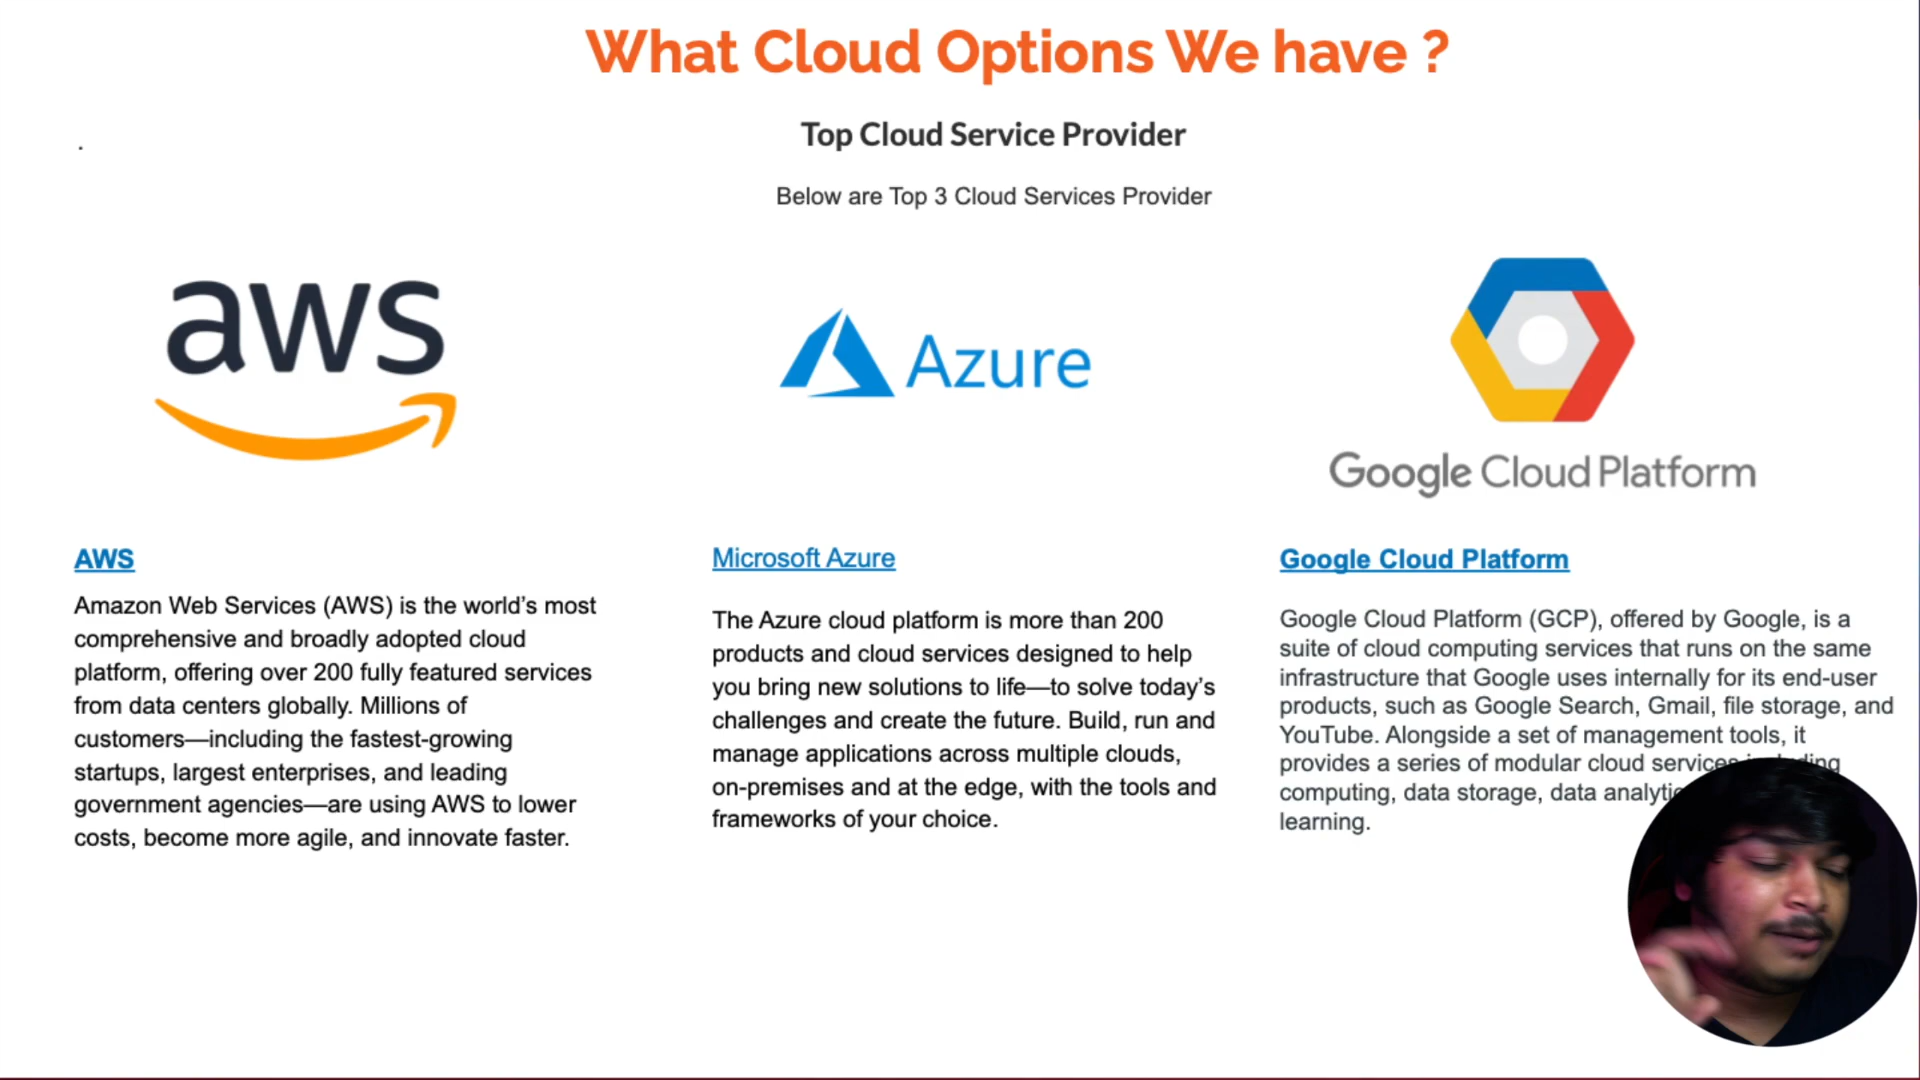 What Cloud Options We have ?
Top Cloud Service Provider
.
Below are Top 3 Cloud Services Provider
aws
Azure
Google Cloud Platform
AWS
Amazon Web Services (AWS) is the world’s most
comprehensive and broadly adopted cloud
platform, offering over 200 fully featured services
from data centers globally. Millions of
customers—including the fastest-growing
startups, largest enterprises, and leading
government agencies—are using AWS to lower
costs, become more agile, and innovate faster.
Microsoft Azure
The Azure cloud platform is more than 200
products and cloud services designed to help
you bring new solutions to life—to solve today’s
challenges and create the future. Build, run and
manage applications across multiple clouds,
on-premises and at the edge, with the tools and
frameworks of your choice.
Google Cloud Platform
Google Cloud Platform (GCP), offered by Google, is a
suite of cloud computing services that runs on the same
infrastructure that Google uses internally for its end-user
products, such as Google Search, Gmail, file storage, and
YouTube. Alongside a set of management tools, it
provides a series of modular cloud services including
computing, data storage, data
learning.